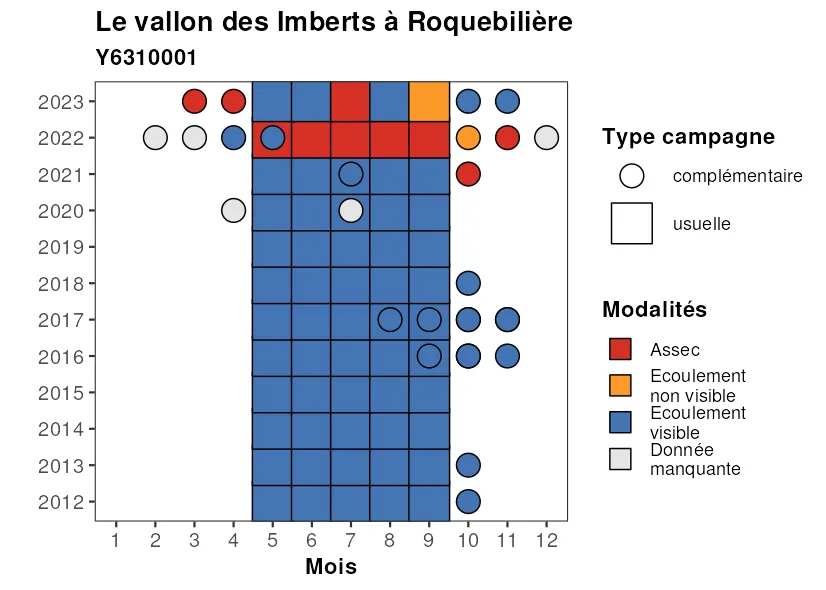 Le vallon des Imberts à Roquebilière
Y6310001
2023
2022
2021
2020
2019
2018
2017
2016
2015
2014
2013
2012
1 2 3 4 5 6 7 8 9 10 11 12
Mois
Type campagne
complémentaire
usuelle
Modalités
Assec
Ecoulement
non visible
Ecoulement
visible
Donnée
manquante